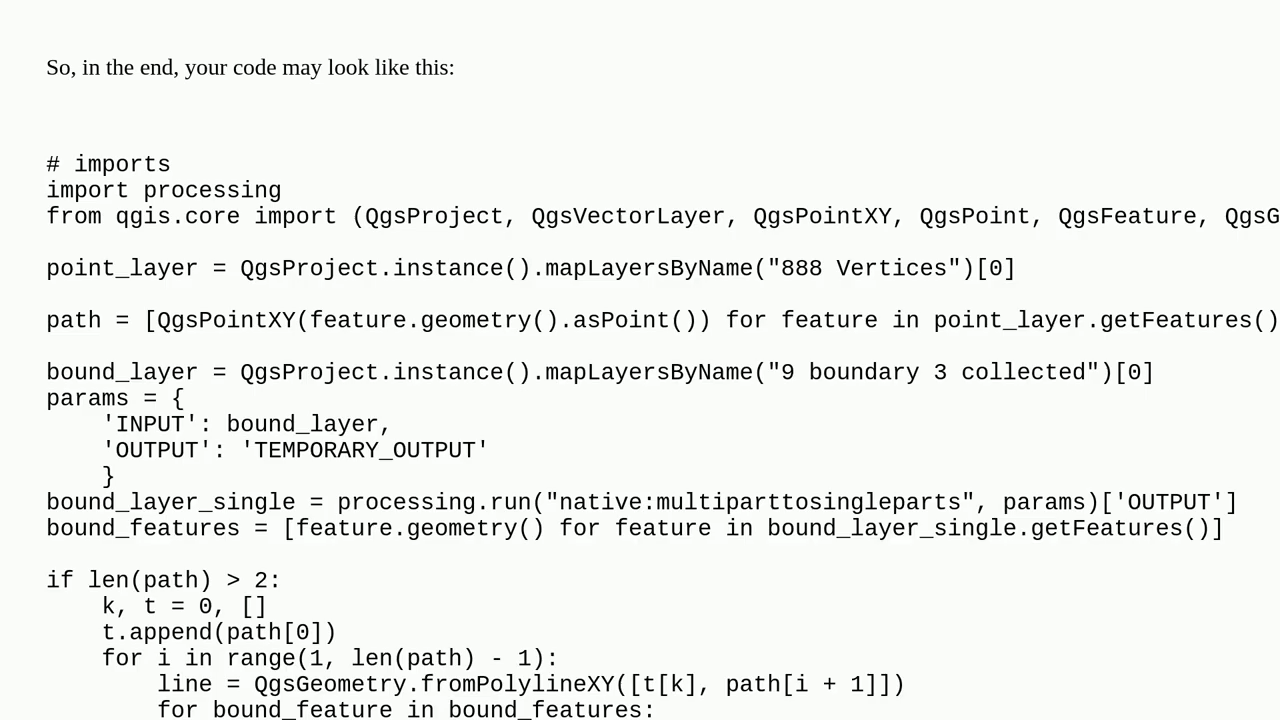 So, in the end, your code may look like this:
# imports
import processing
from qgis.core import (QgsProject, QgsVectorLayer, QgsPointXY, QgsPoint, QgsFeature, QgsG
point_layer = QgsProject.instance().mapLayersByName("888 Vertices")[0]
path = [QgsPointXY(feature.geometry().asPoint()) for feature in point_layer.getFeatures()
bound_layer = QgsProject.instance().mapLayersByName("9 boundary 3 collected")[0]
params = {
    'INPUT': bound_layer,
    'OUTPUT': 'TEMPORARY_OUTPUT'
    }
bound_layer_single = processing.run("native:multiparttosingleparts", params)['OUTPUT']
bound_features = [feature.geometry() for feature in bound_layer_single.getFeatures()]
if len(path) > 2:
    k, t = 0, []
    t.append(path[0])
    for i in range(1, len(path) - 1):
        line = QgsGeometry.fromPolylineXY([t[k], path[i + 1]])
        for bound_feature in bound_features: